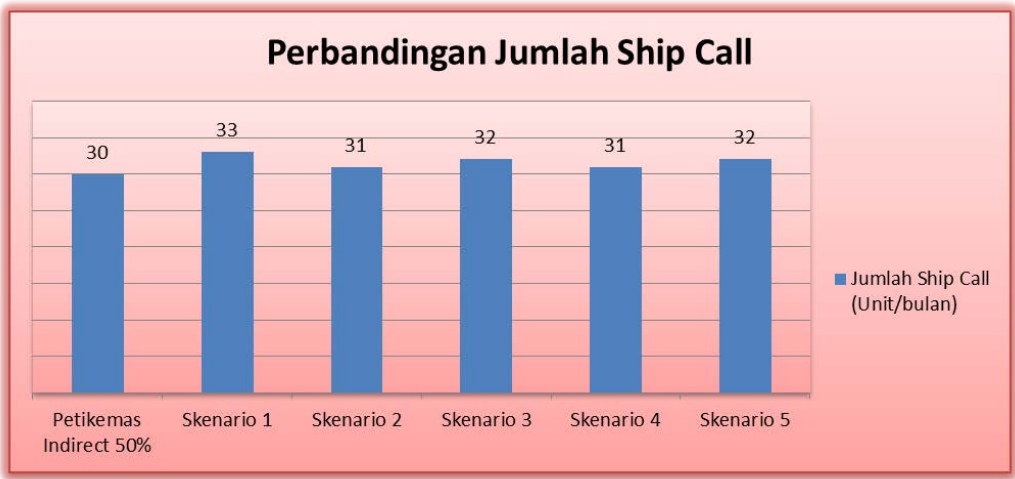 Perbandingan Jumlah Ship Call
30
33
31
32
31
32
Petikemas
Indirect 50%
Skenario 1
Skenario 2
Skenario 3
Skenario 4
Skenario 5
Jumlah Ship Call
(Unit/bulan)